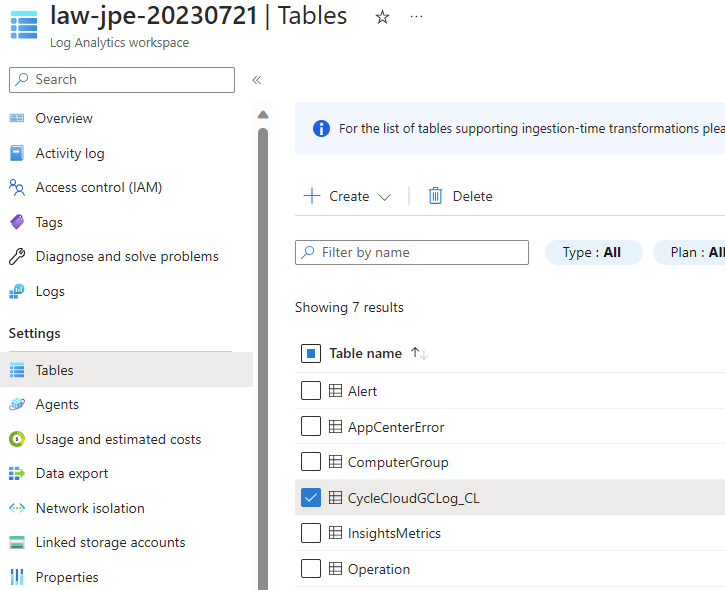 law-jpe-20230721 | Tables
Log Analytics workspace
Search
Overview
Activity log
Access control (IAM)
Tags
Diagnose and solve problems
Logs
Settings
Tables
Agents
Usage and estimated costs
Data export
Network isolation
Linked storage accounts
Properties
For the list of tables supporting ingestion-time transformations plea
Create
Delete
Filter by name
Type : All
Plan : All
Showing 7 results
Table name
Alert
AppCenterError
ComputerGroup
CycleCloudGCLog_CL
InsightsMetrics
Operation